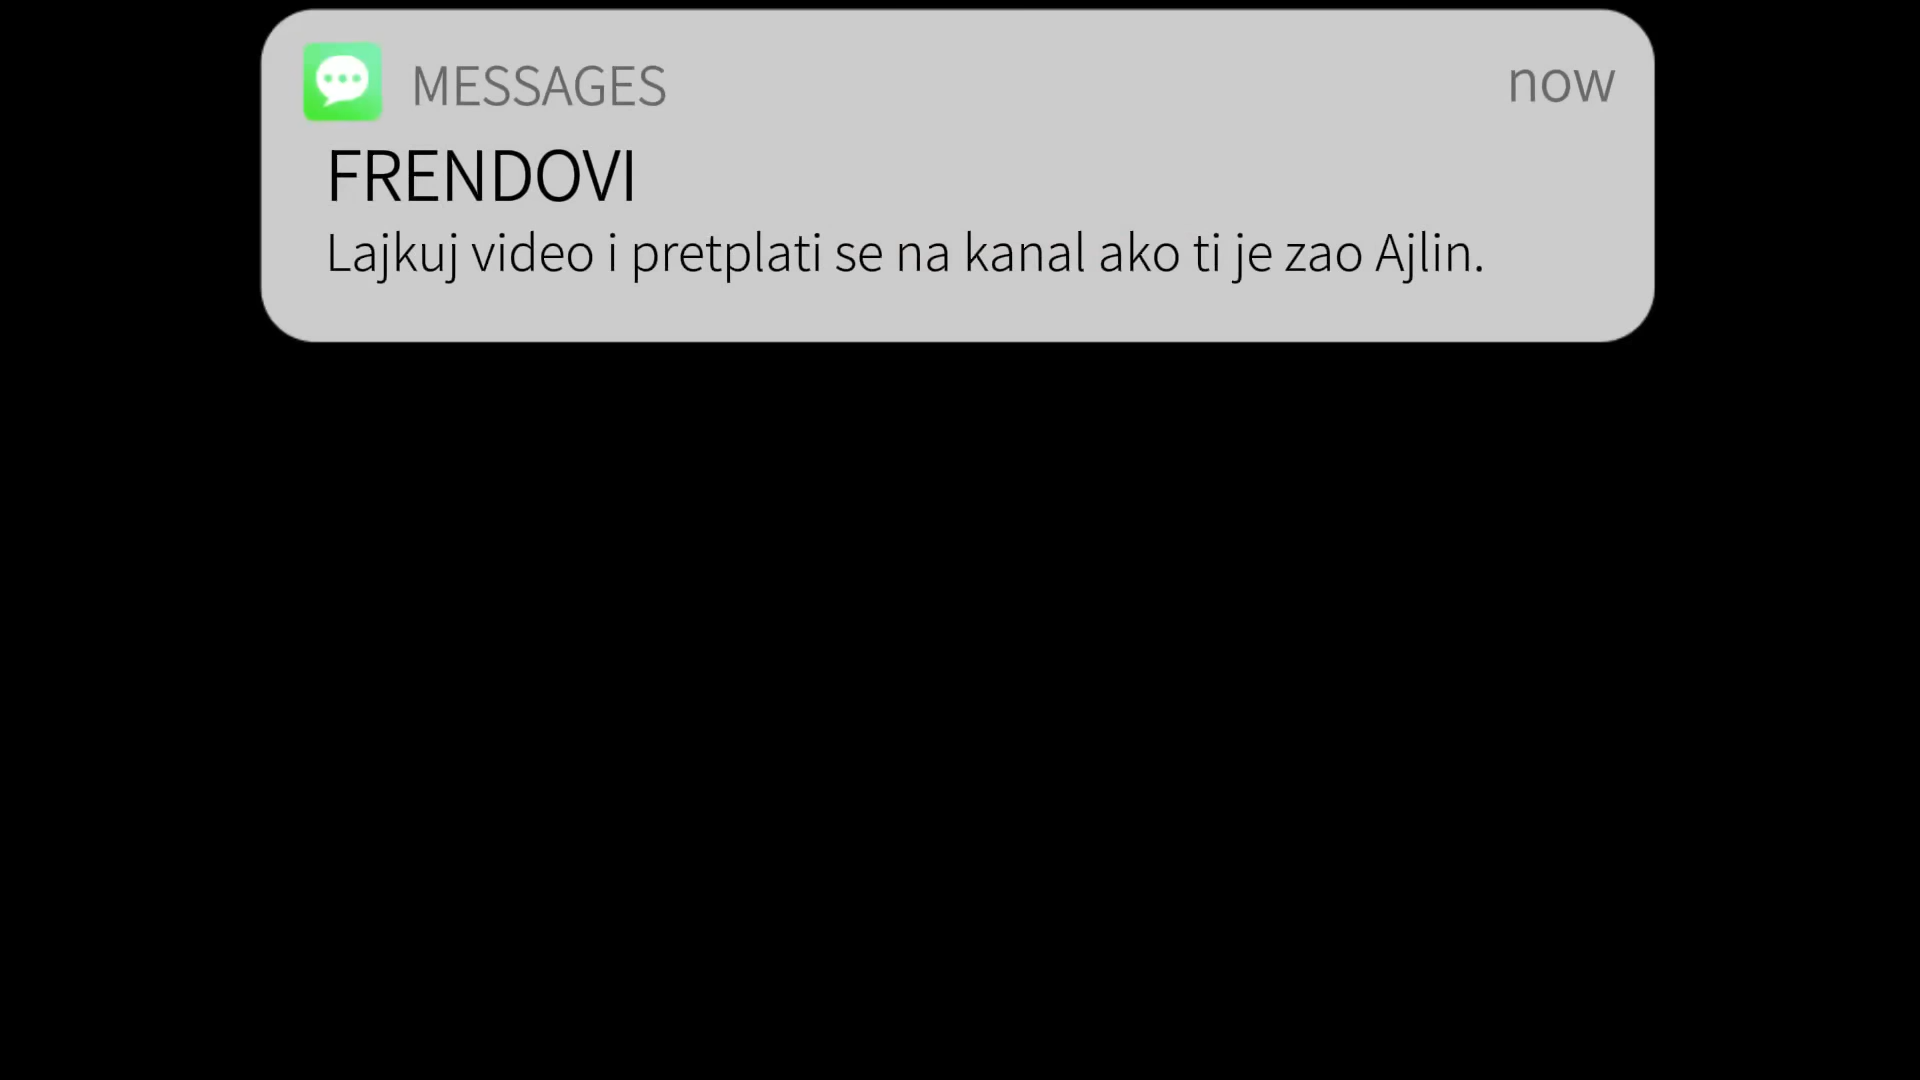 MESSAGES now
FRENDOVI
Lajkuj video i pretplati se na kanal ako ti je zao Ajlin.